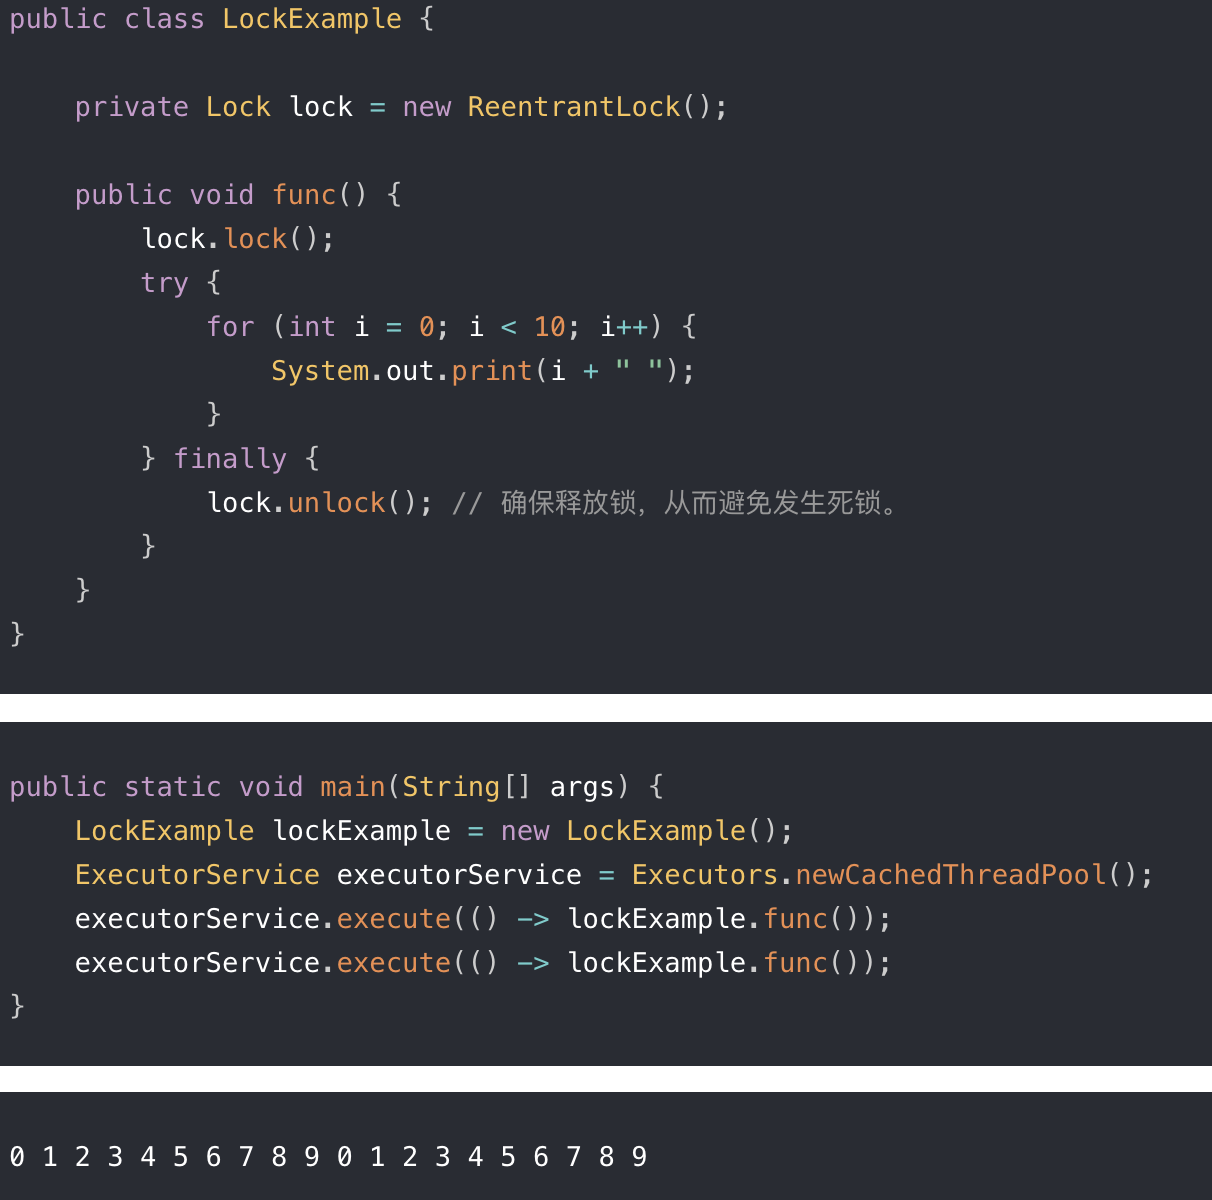 public class LockExample {

    private Lock lock = new ReentrantLock();

    public void func() {
        lock.lock();
        try {
            for (int i = 0; i < 10; i++) {
                System.out.print(i + " ");
            }
        } finally {
            lock.unlock(); // 确保释放锁，从而避免发生死锁。
        }
    }
}

public static void main(String[] args) {
    LockExample lockExample = new LockExample();
    ExecutorService executorService = Executors.newCachedThreadPool();
    executorService.execute(() -> lockExample.func());
    executorService.execute(() -> lockExample.func());
}

0 1 2 3 4 5 6 7 8 9 0 1 2 3 4 5 6 7 8 9